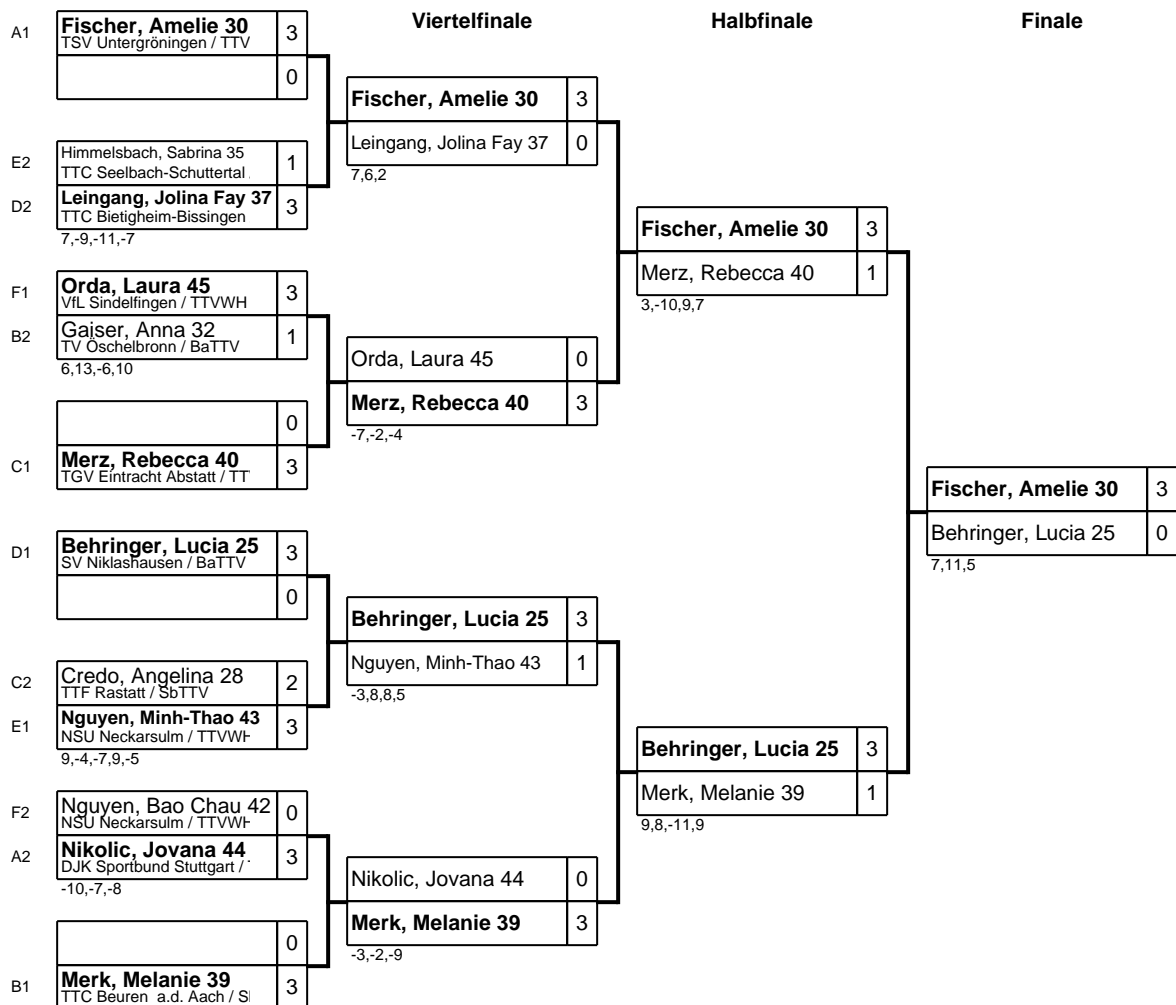 Viertelfinale
Halbfinale
Finale
A1
Fischer, Amelie 30
3
TSV Untergröningen / TTV
0
E2
Himmelsbach, Sabrina 35
1
TTC Seelbach-Schuttertal
D2
Leingang, Jolina Fay 37
3
TTC Bietigheim-Bissingen
7,-9,-11,-7
F1
Orda, Laura 45
3
VfL Sindelfingen / TTVWH
B2
Gaiser, Anna 32
1
TV Öschelbronn / BaTTV
6,13,-6,10
0
C1
Merz, Rebecca 40
3
TGV Eintracht Abstatt / TT
D1
Behringer, Lucia 25
3
SV Niklashausen / BaTTV
0
C2
Credo, Angelina 28
2
TTF Rastatt / SbTTV
E1
Nguyen, Minh-Thao 43
3
NSU Neckarsulm / TTVWH
9,-4,-7,9,-5
F2
Nguyen, Bao Chau 42
0
NSU Neckarsulm / TTVWH
A2
Nikolic, Jovana 44
3
DJK Sportbund Stuttgart /
-10,-7,-8
0
B1
Merk, Melanie 39
3
TTC Beuren a.d. Aach / S
Fischer, Amelie 30
3
Leingang, Jolina Fay 37
0
7,6,2
Orda, Laura 45
0
Merz, Rebecca 40
3
-7,-2,-4
Behringer, Lucia 25
3
Nguyen, Minh-Thao 43
1
-3,8,8,5
Nikolic, Jovana 44
0
Merk, Melanie 39
3
-3,-2,-9
Fischer, Amelie 30
3
Merz, Rebecca 40
1
3,-10,9,7
Behringer, Lucia 25
3
Merk, Melanie 39
1
9,8,-11,9
Fischer, Amelie 30
3
Behringer, Lucia 25
0
7,11,5